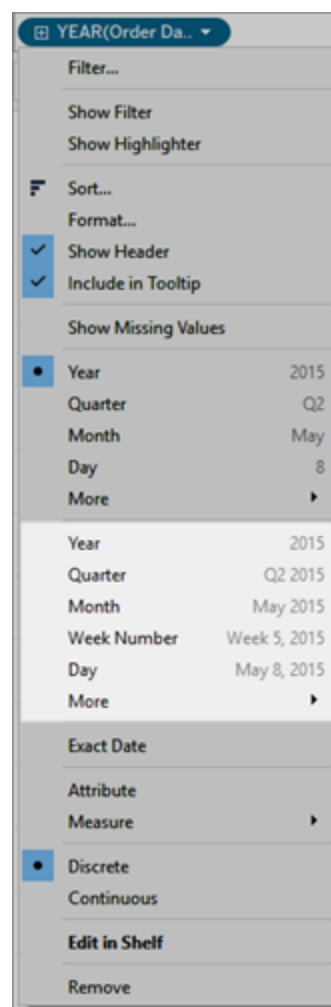 YEAR(Order Da..
Filter...
Show Filter
Show Highlighter
Sort...
Format...
Show Header
Include in Tooltip
Show Missing Values
Year 2015
Quarter Q2
Month May
Day 8
More
Year 2015
Quarter Q2 2015
Month May 2015
Week Number Week 5, 2015
Day May 8, 2015
More
Exact Date
Attribute
Measure
Discrete
Continuous
Edit in Shelf
Remove